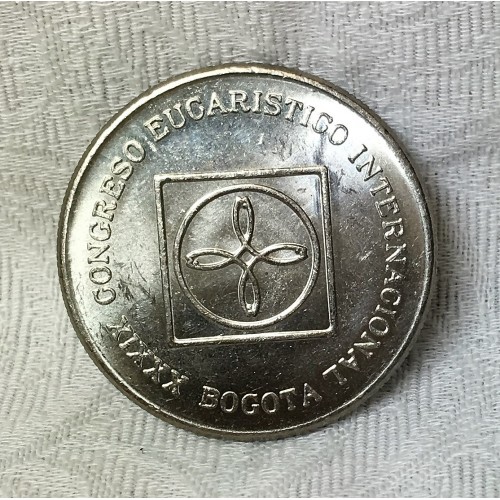 XXXIX CONGRESO EUCARISTICO INTERNACIONAL
BOGOTA